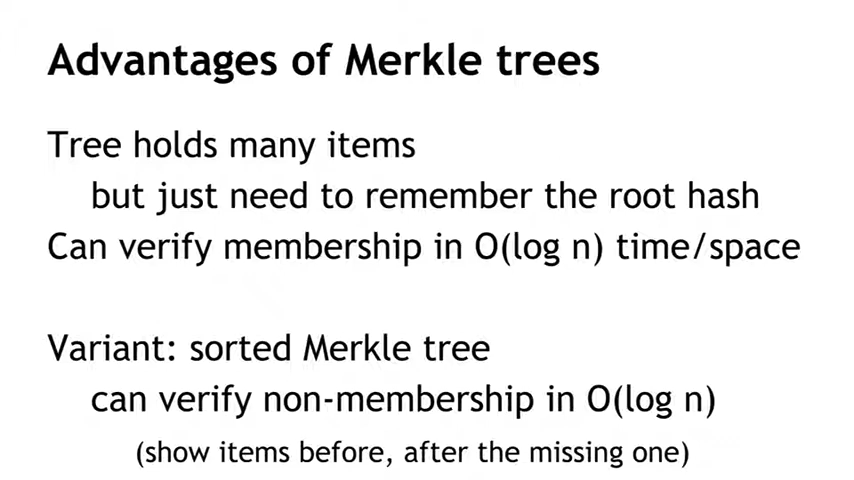 Advantages of Merkle trees
Tree holds many items
but just need to remember the root hash
Can verify membership in O(log n) time/space
Variant: sorted Merkle tree
can verify non-membership in O(log n)
(show items before, after the missing one)